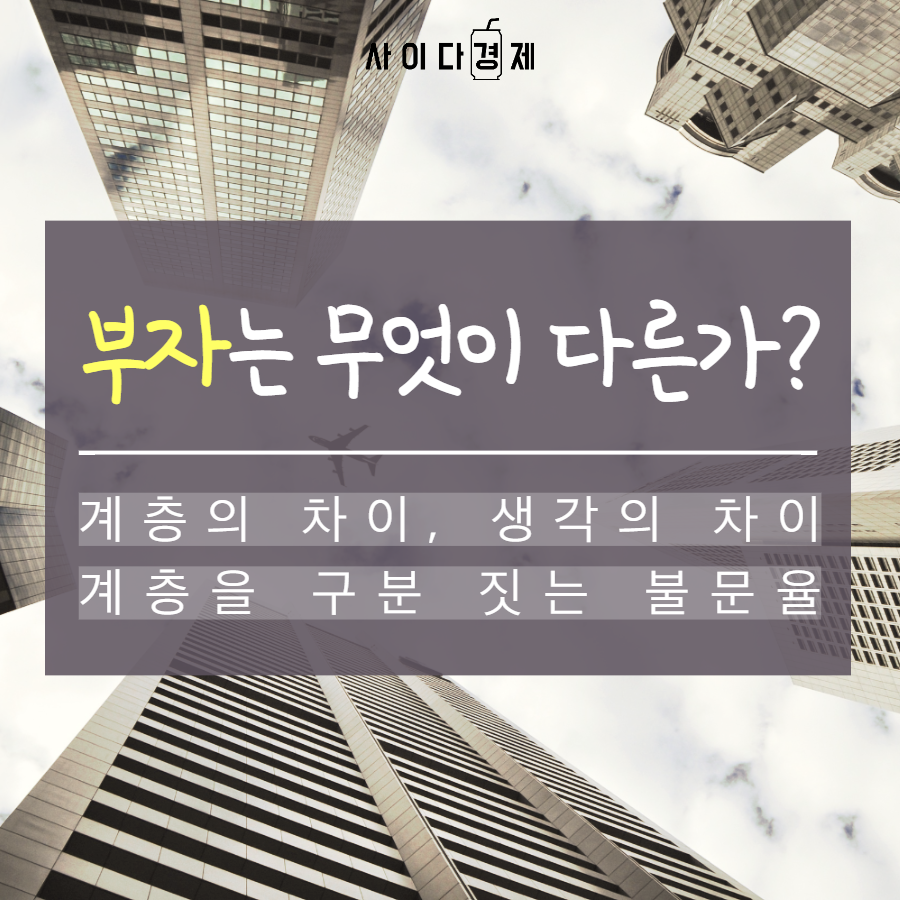 사이다경제
부자는 무엇이 다른가?
계층의 차이, 생각의 차이
계층을 구분 짓는 불문율